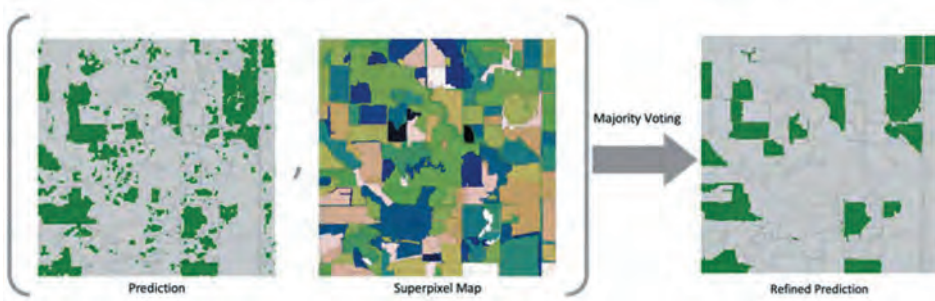 Majority Voting
,
Prediction
Superpixel Map
Refined Prediction